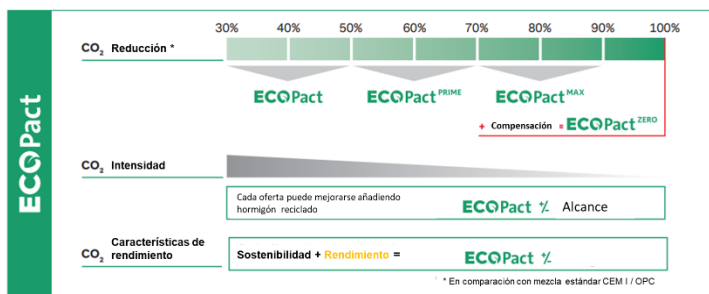 ECOPact
30% 40% 50% 60% 70% 80% 90% 100%
CO₂ Reducción *
ECOPact ECOPact PRIME ECOPact MAX
+ Compensación = ECOPact ZERO
CO₂ Intensidad
Cada oferta puede mejorarse añadiendo
hormigón reciclado
ECOPact +/- Alcance
CO₂ Características de
rendimiento
Sostenibilidad + Rendimiento = ECOPact +/-
* En comparación con mezcla estándar CEM I / OPC